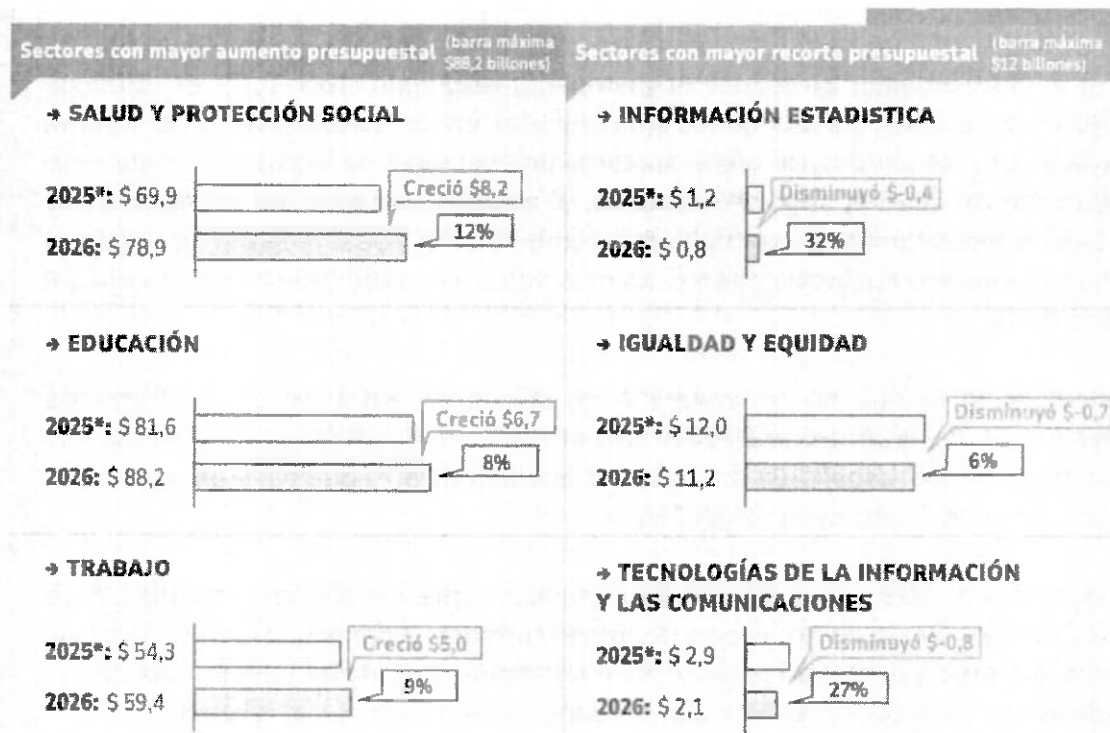 Sectores con mayor aumento presupuestal (barra máxima $88,2 billones)
→ SALUD Y PROTECCIÓN SOCIAL
2025*: $ 69,9
Creció $8,2
2026: $ 78,9
12%
→ EDUCACIÓN
2025*: $ 81,6
Creció $6,7
2026: $ 88,2
8%
→ TRABAJO
2025*: $ 54,3
Creció $5,0
2026: $ 59,4
9%
Sectores con mayor recorte presupuestal (barra máxima $12 billones)
→ INFORMACIÓN ESTADISTICA
2025*: $ 1,2
Disminuyó $-0,4
2026: $ 0,8
32%
→ IGUALDAD Y EQUIDAD
2025*: $ 12,0
Disminuyó $-0,7
2026: $ 11,2
6%
→ TECNOLOGÍAS DE LA INFORMACIÓN
Y LAS COMUNICACIONES
2025*: $ 2,9
Disminuyó $-0,8
2026: $ 2,1
27%